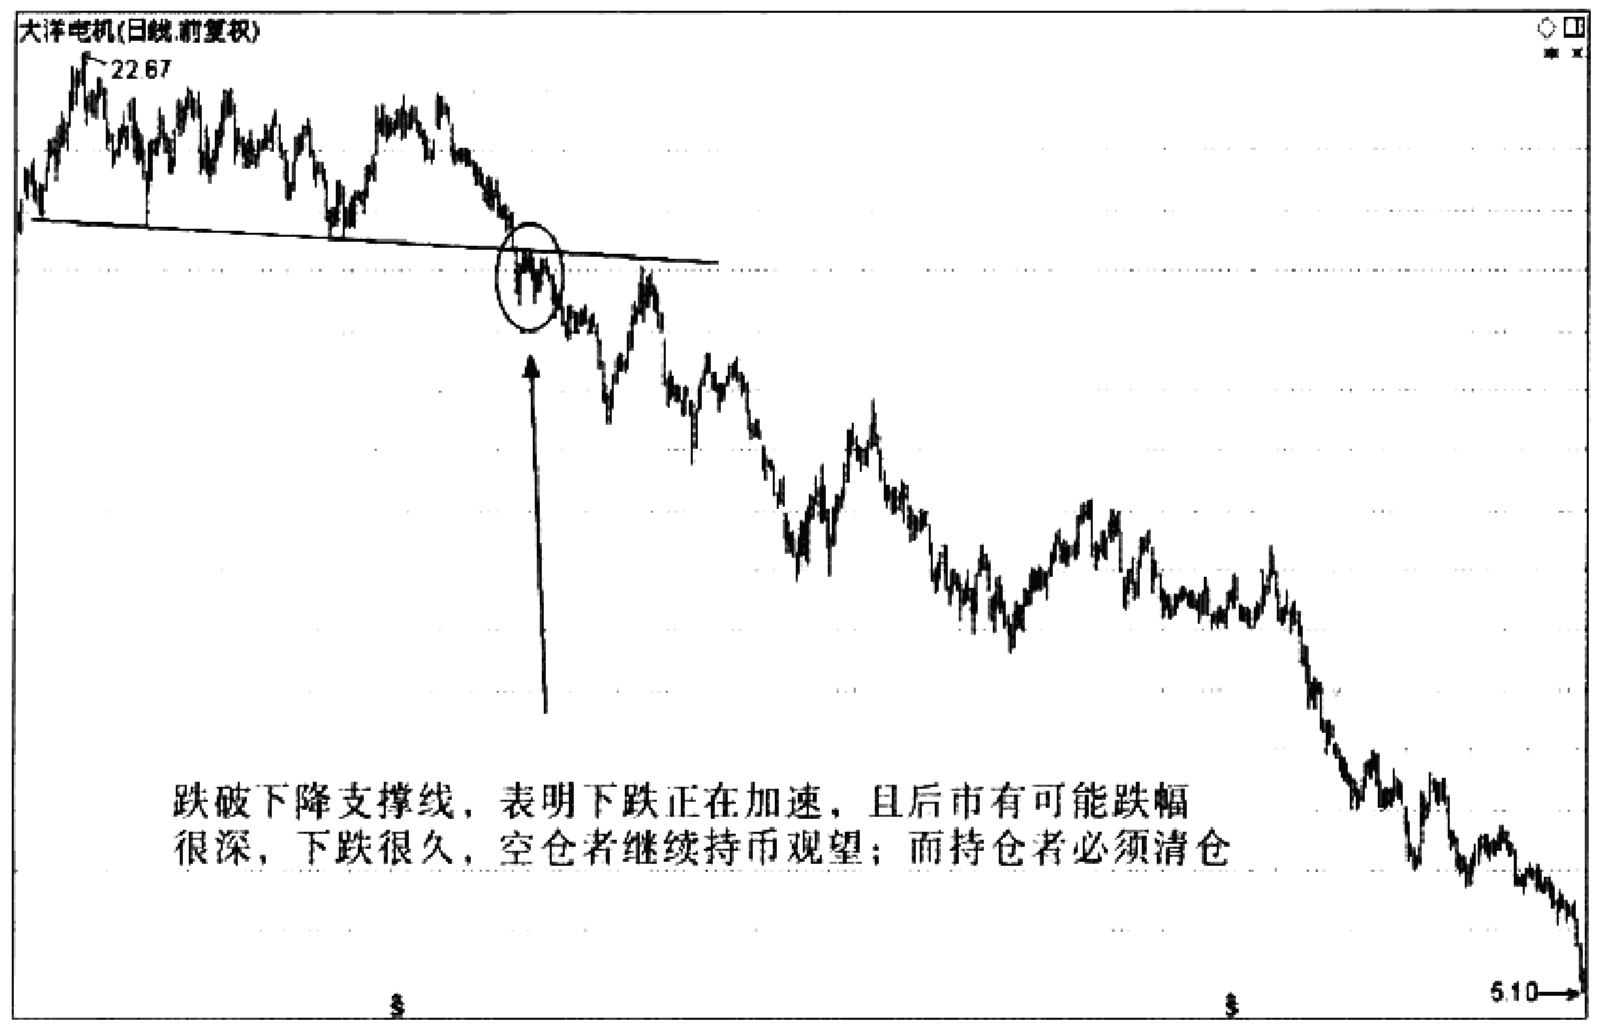 大洋电机(日线.前复权)
22.67
跌破下降支撑线，表明下跌正在加速，且后市有可能跌幅
很深，下跌很久，空仓者继续持币观望；而持仓者必须清仓
5.10
$ $